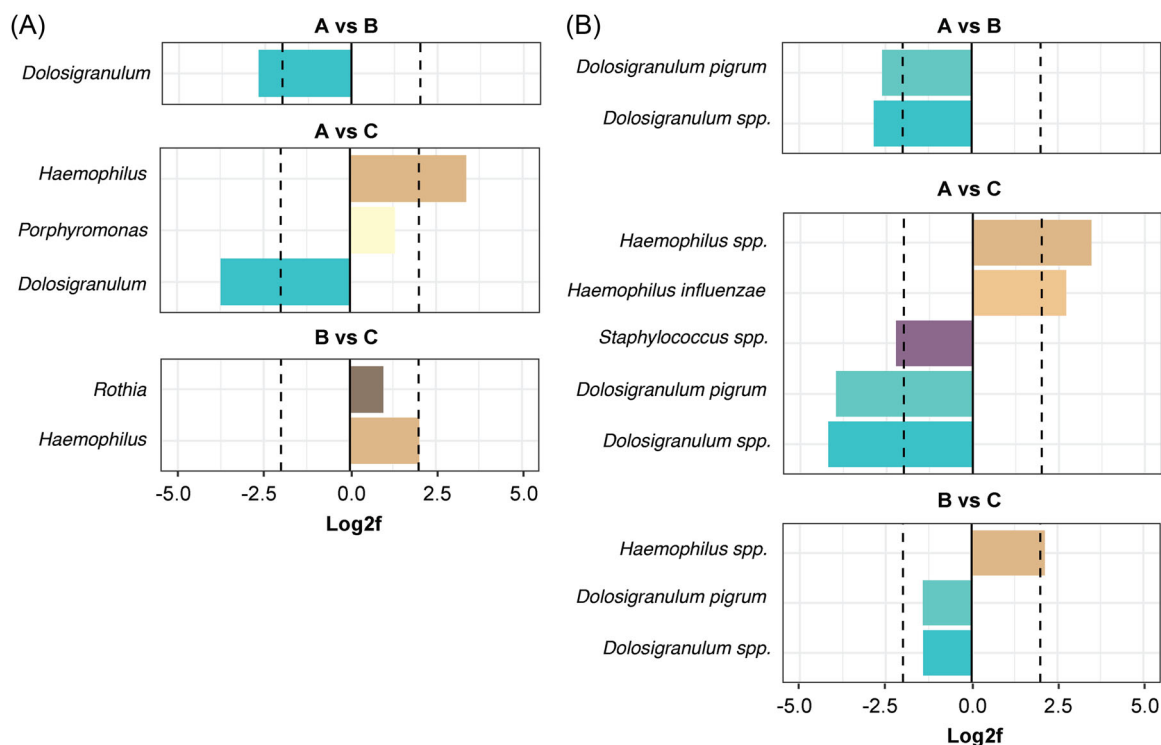 (A)
A vs B
Dolosigranulum
A vs C
Haemophilus
Porphyromonas
Dolosigranulum
B vs C
Rothia
Haemophilus
-5.0 -2.5 0.0 2.5 5.0
Log2f
(B)
A vs B
Dolosigranulum pigrum
Dolosigranulum spp.
A vs C
Haemophilus spp.
Haemophilus influenzae
Staphylococcus spp.
Dolosigranulum pigrum
Dolosigranulum spp.
B vs C
Haemophilus spp.
Dolosigranulum pigrum
Dolosigranulum spp.
-5.0 -2.5 0.0 2.5 5.0
Log2f